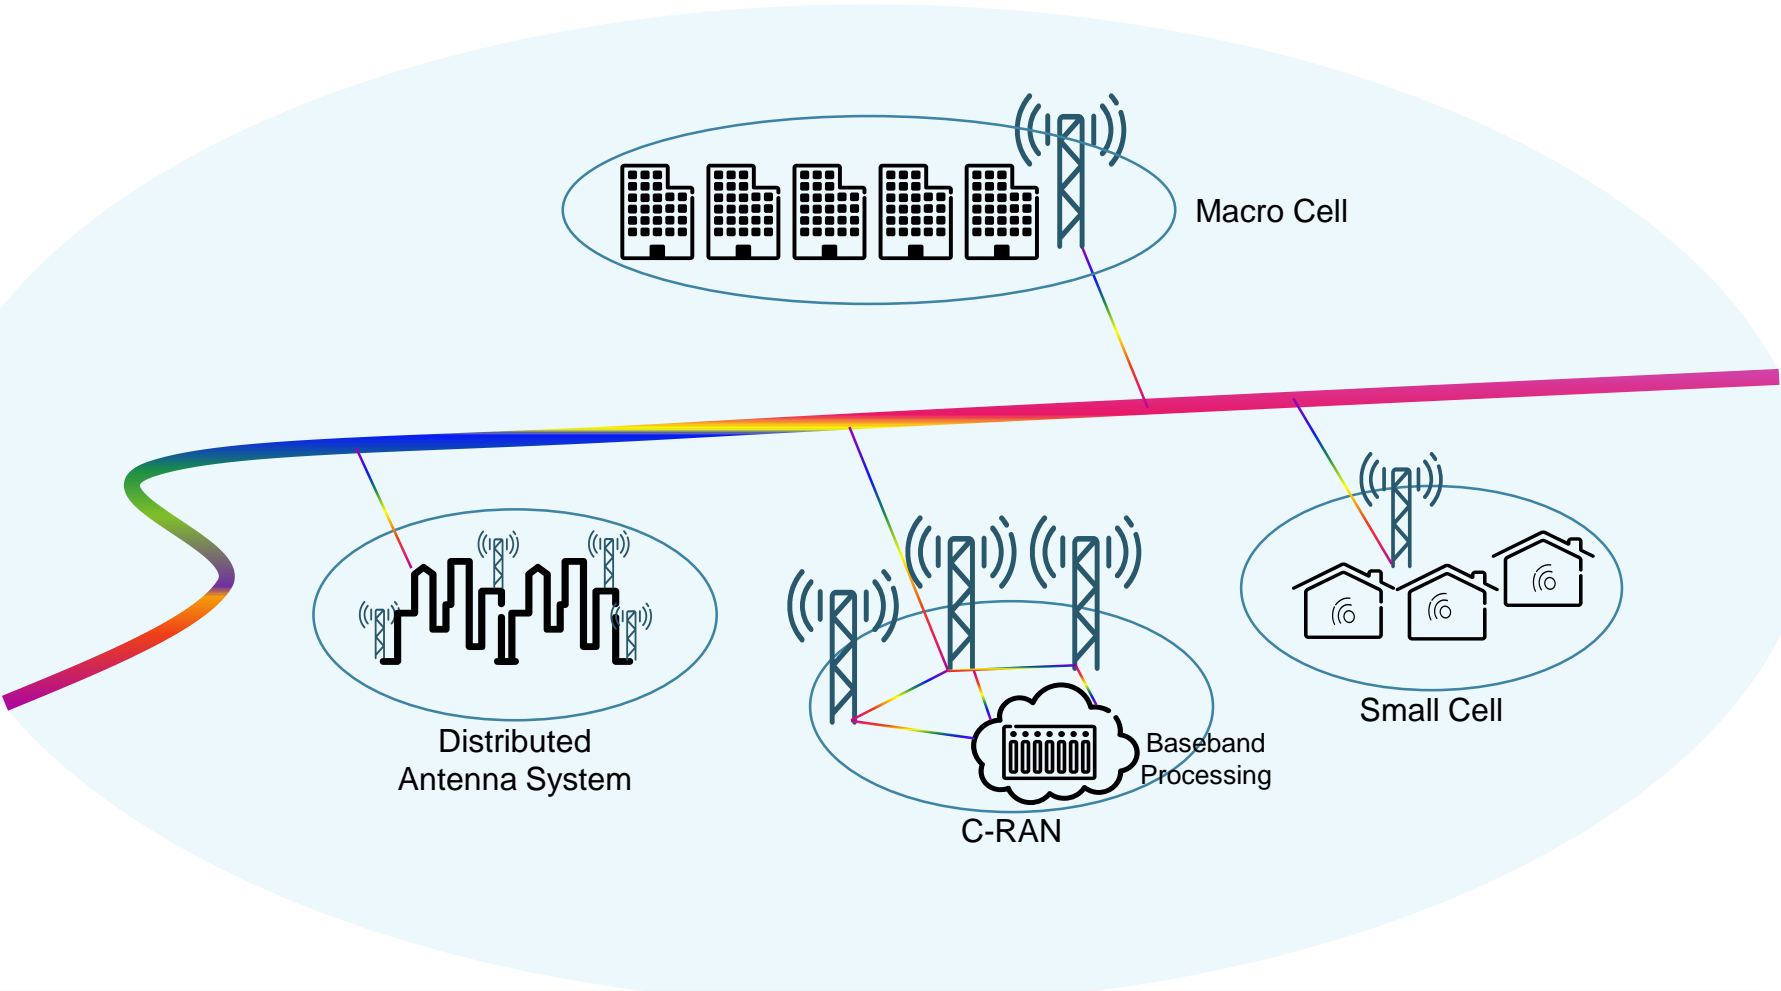 Macro Cell
Distributed
Antenna System
Baseband
Processing
C-RAN
Small Cell